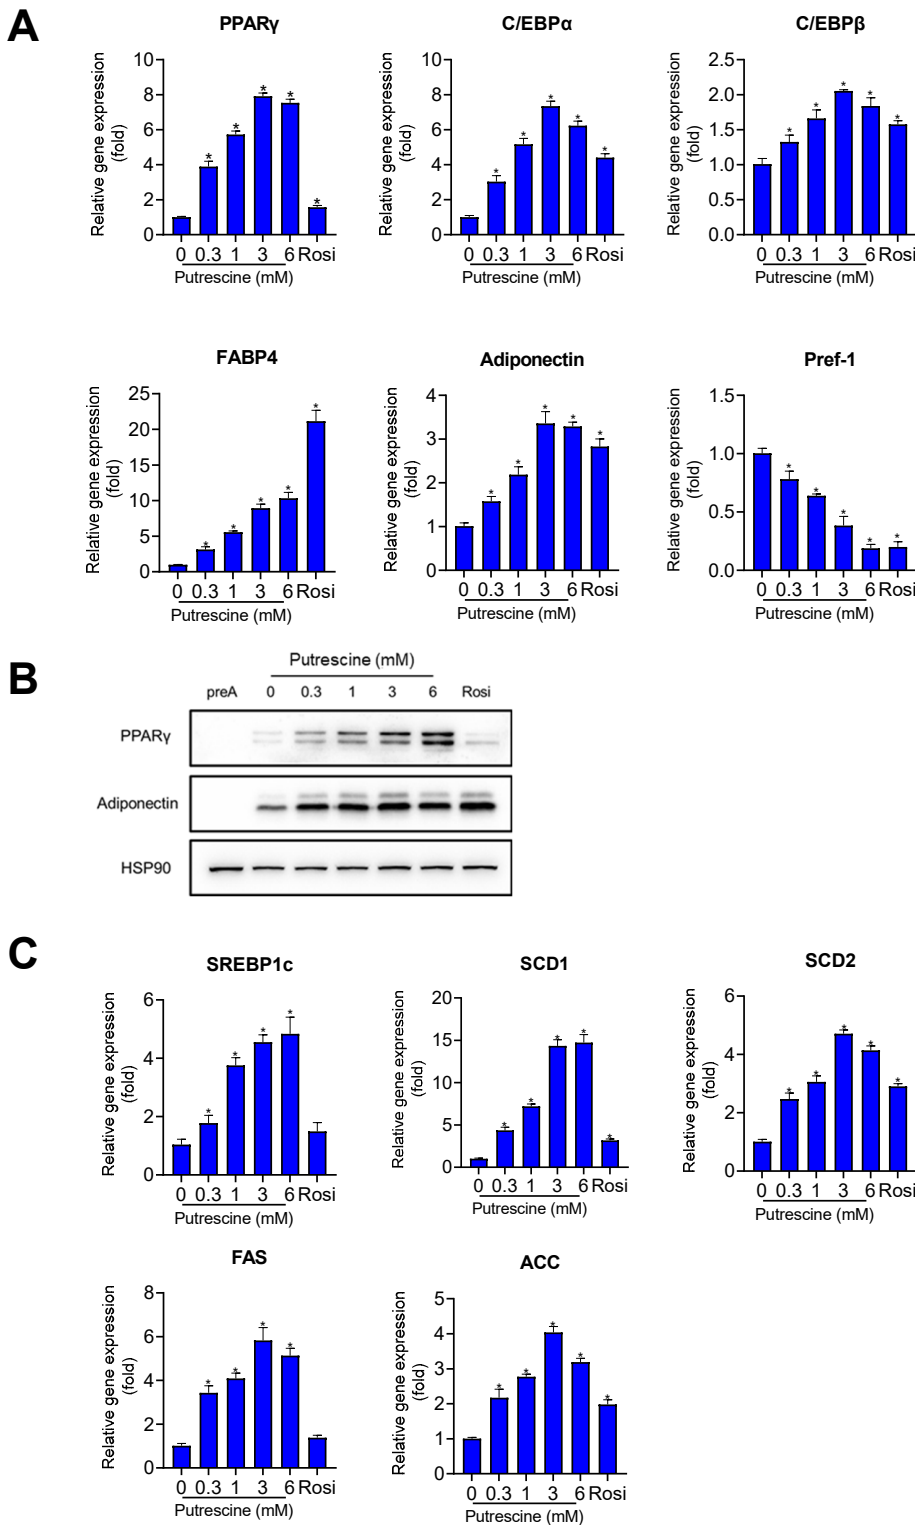 A
PPARγ
C/EBPα
C/EBPβ
Relative gene expression
(fold)
10
8
6
4
2
0
0 0.3 1 3 6 Rosi
Putrescine (mM)
Relative gene expression
(fold)
10
8
6
4
2
0
0 0.3 1 3 6 Rosi
Putrescine (mM)
Relative gene expression
(fold)
2.5
2.0
1.5
1.0
0.5
0.0
0 0.3 1 3 6 Rosi
Putrescine (mM)
FABP4
Adiponectin
Pref-1
Relative gene expression
(fold)
25
20
15
10
5
0
0 0.3 1 3 6 Rosi
Putrescine (mM)
Relative gene expression
(fold)
4
3
2
1
0
0 0.3 1 3 6 Rosi
Putrescine (mM)
Relative gene expression
(fold)
1.5
1.0
0.5
0.0
0 0.3 1 3 6 Rosi
Putrescine (mM)
B
Putrescine (mM)
preA 0 0.3 1 3 6 Rosi
PPARγ
Adiponectin
HSP90
C
SREBP1c
SCD1
SCD2
Relative gene expression
(fold)
6
4
2
0
0 0.3 1 3 6 Rosi
Putrescine (mM)
Relative gene expression
(fold)
20
15
10
5
0
0 0.3 1 3 6 Rosi
Putrescine (mM)
Relative gene expression
(fold)
6
4
2
0
0 0.3 1 3 6 Rosi
Putrescine (mM)
FAS
ACC
Relative gene expression
(fold)
8
6
4
2
0
0 0.3 1 3 6 Rosi
Putrescine (mM)
Relative gene expression
(fold)
5
4
3
2
1
0
0 0.3 1 3 6 Rosi
Putrescine (mM)